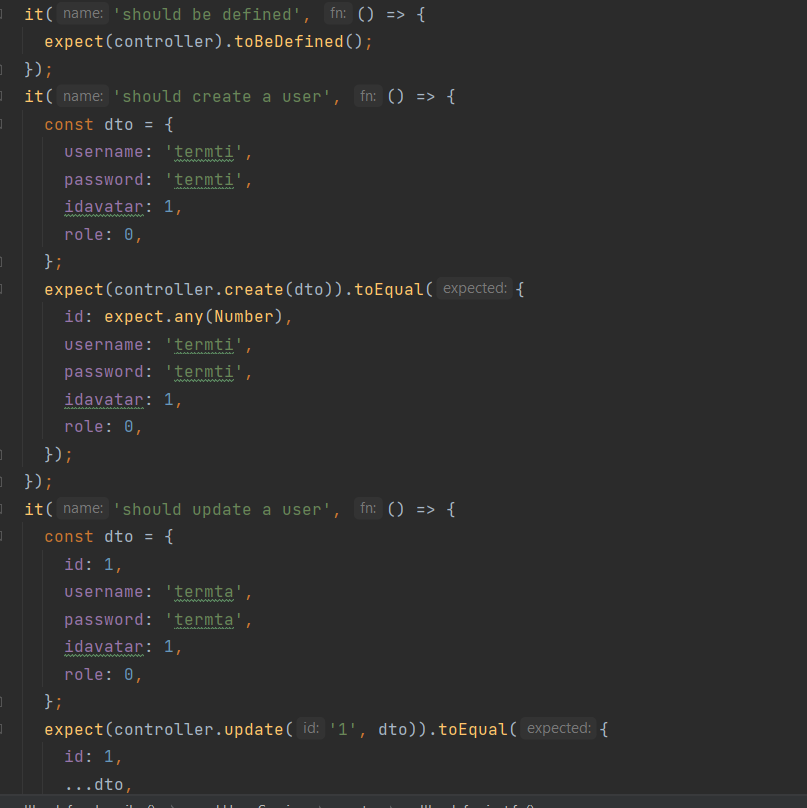 it( name: 'should be defined', fn: () => {
expect(controller).toBeDefined();
});
it( name: 'should create a user', fn: () => {
const dto = {
username: 'termti',
password: 'termti',
idavatar: 1,
role: 0,
};
expect(controller.create(dto)).toEqual( expected: {
id: expect.any(Number),
username: 'termti',
password: 'termti',
idavatar: 1,
role: 0,
});
});
it( name: 'should update a user', fn: () => {
const dto = {
id: 1,
username: 'termta',
password: 'termta',
idavatar: 1,
role: 0,
};
expect(controller.update( id: '1', dto)).toEqual( expected: {
id: 1,
...dto,